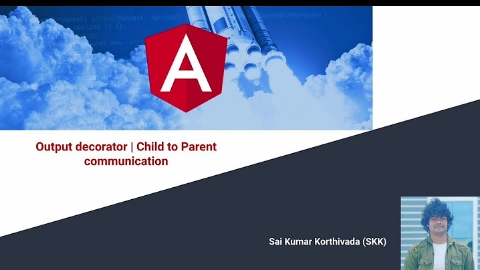 A
Output decorator | Child to Parent
communication
Sai Kumar Korthivada (SKK)